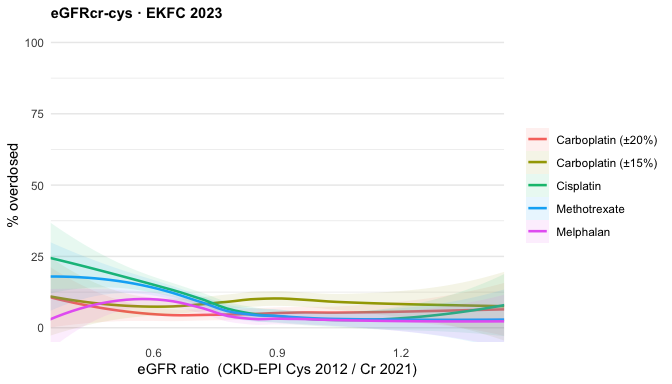 eGFRcr-cys · EKFC 2023
100
75
50
25
0
% overdosed
0.6 0.9 1.2
eGFR ratio (CKD-EPI Cys 2012 / Cr 2021)
Carboplatin (±20%)
Carboplatin (±15%)
Cisplatin
Methotrexate
Melphalan